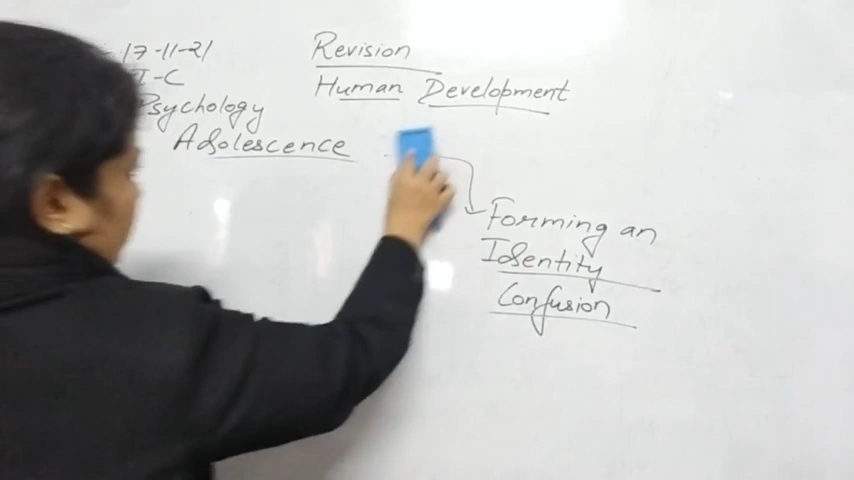 17-11-21
I-C
Psychology
Adolescence
Revision
Human Development
Forming an
Identity
Confusion